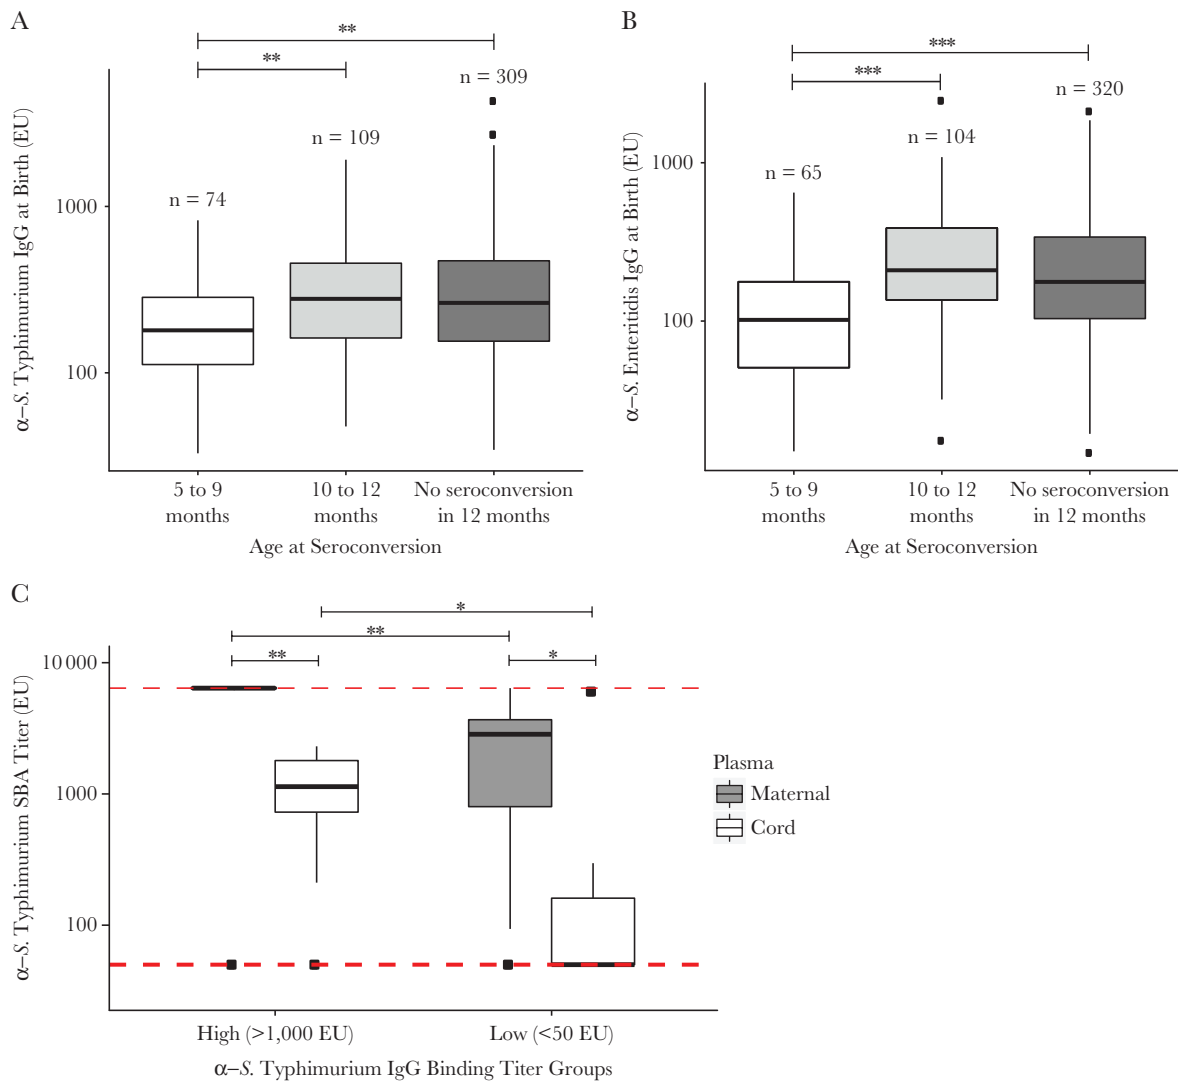 A
**
**
n = 309
n = 109
n = 74
α–S. Typhimurium IgG at Birth (EU)
1000
100
5 to 9
months
10 to 12
months
No seroconversion
in 12 months
Age at Seroconversion
B
***
***
n = 320
n = 104
n = 65
α–S. Enteritidis IgG at Birth (EU)
1000
100
5 to 9
months
10 to 12
months
No seroconversion
in 12 months
Age at Seroconversion
C
*
**
**
*
α–S. Typhimurium SBA Titer (EU)
10 000
1000
100
High (>1,000 EU)
Low (<50 EU)
α–S. Typhimurium IgG Binding Titer Groups
Plasma
Maternal
Cord